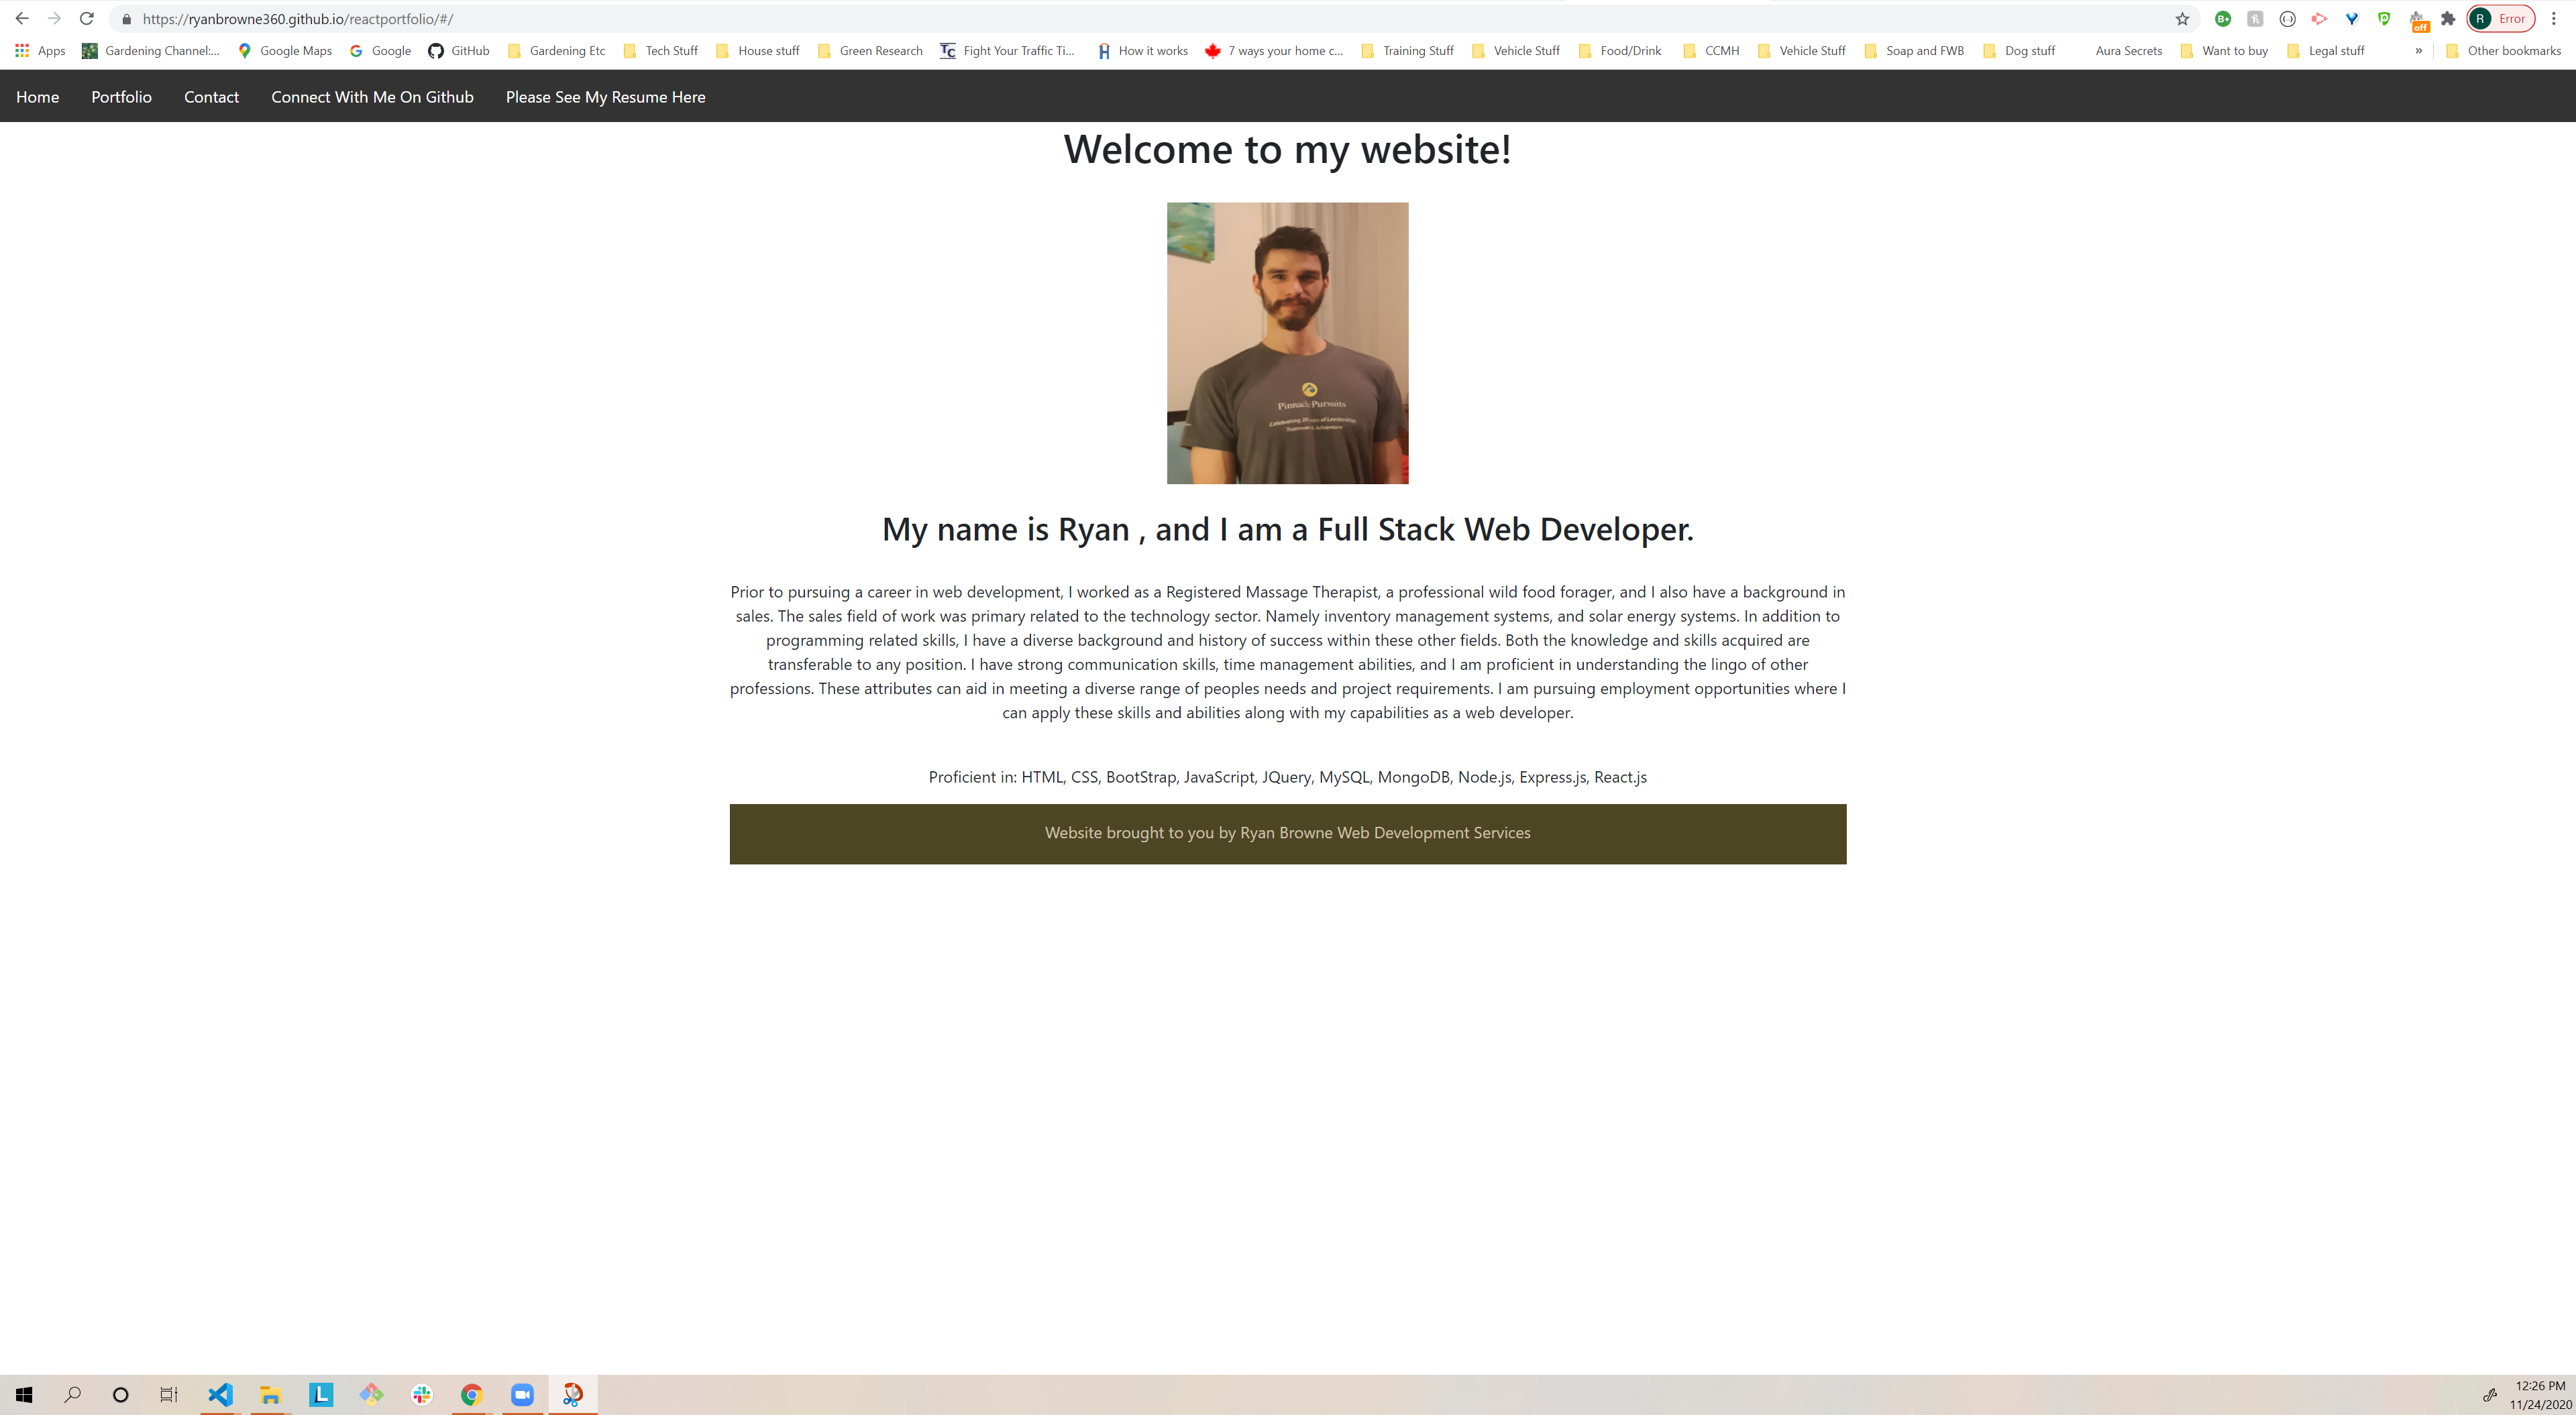 https://ryanbrowne360.github.io/reactportfolio/#/
R Error
off
Apps Gardening Channel:... Google Maps Google GitHub Gardening Etc Tech Stuff House stuff Green Research Fight Your Traffic Ti... How it works 7 ways your home c... Training Stuff Vehicle Stuff Food/Drink CCMH Vehicle Stuff Soap and FWB Dog stuff Aura Secrets Want to buy Legal stuff » Other bookmarks
Home Portfolio Contact Connect With Me On Github Please See My Resume Here
Welcome to my website!
Pinnacle Pursuits
Celebrating 20 years of Leadership
Teamwork & Adventure
My name is Ryan , and I am a Full Stack Web Developer.
Prior to pursuing a career in web development, I worked as a Registered Massage Therapist, a professional wild food forager, and I also have a background in
sales. The sales field of work was primary related to the technology sector. Namely inventory management systems, and solar energy systems. In addition to
programming related skills, I have a diverse background and history of success within these other fields. Both the knowledge and skills acquired are
transferable to any position. I have strong communication skills, time management abilities, and I am proficient in understanding the lingo of other
professions. These attributes can aid in meeting a diverse range of peoples needs and project requirements. I am pursuing employment opportunities where I
can apply these skills and abilities along with my capabilities as a web developer.
Proficient in: HTML, CSS, BootStrap, JavaScript, JQuery, MySQL, MongoDB, Node.js, Express.js, React.js
Website brought to you by Ryan Browne Web Development Services
12:26 PM
11/24/2020